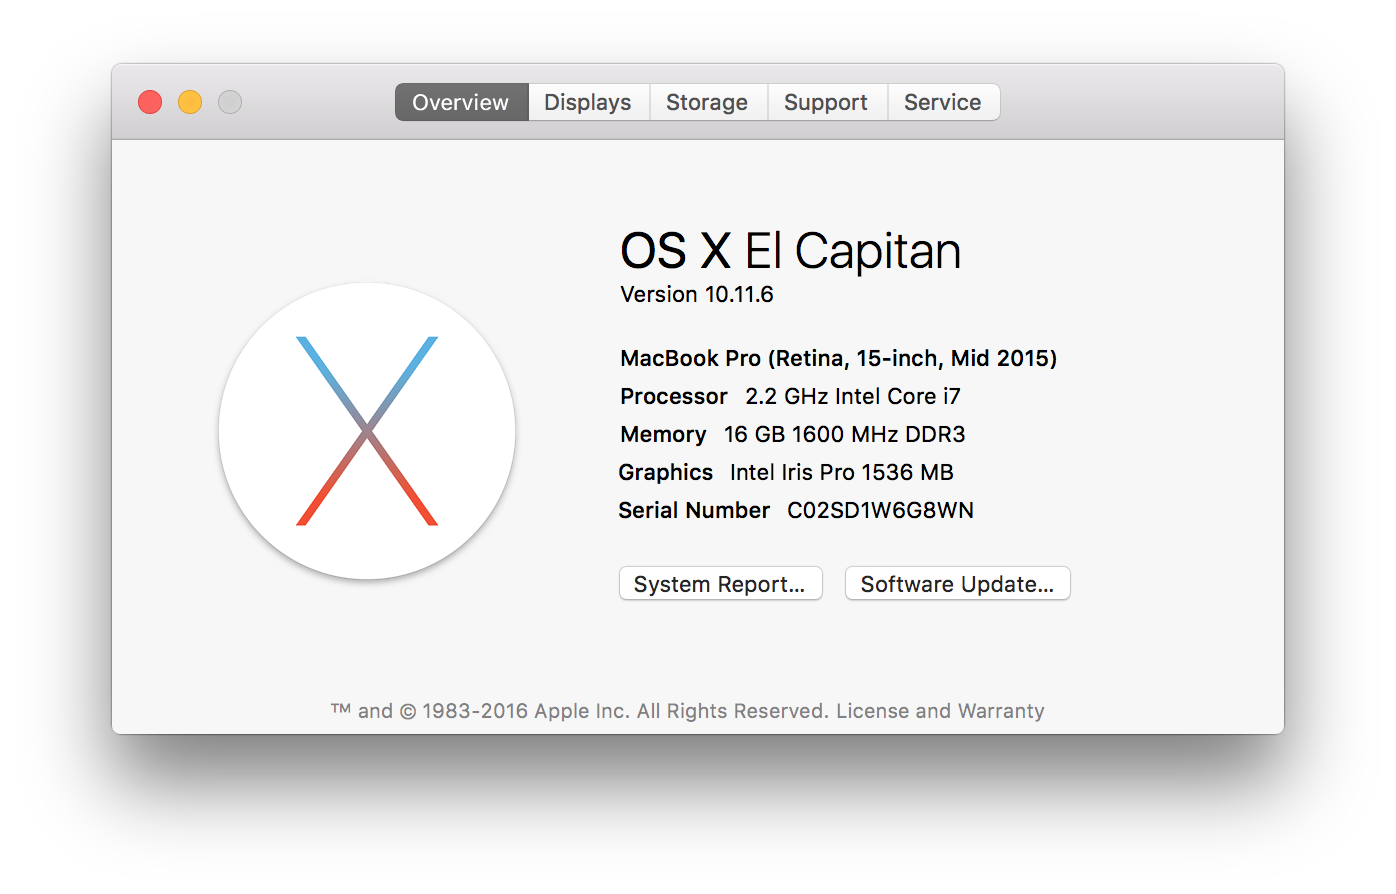 Overview Displays Storage Support Service
OS X El Capitan
Version 10.11.6
MacBook Pro (Retina, 15-inch, Mid 2015)
Processor 2.2 GHz Intel Core i7
Memory 16 GB 1600 MHz DDR3
Graphics Intel Iris Pro 1536 MB
Serial Number C02SD1W6G8WN
System Report... Software Update...
™ and © 1983-2016 Apple Inc. All Rights Reserved. License and Warranty